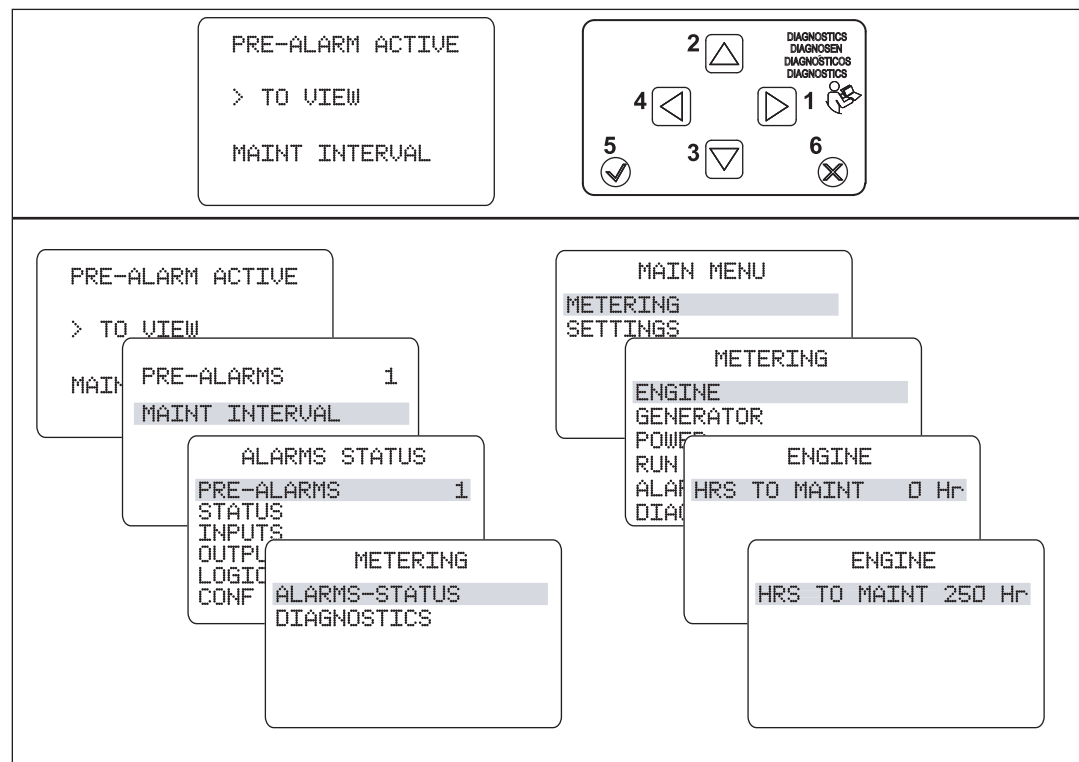 PRE-ALARM ACTIVE
> TO VIEW
MAINT INTERVAL
2
DIAGNOSTICS
DIAGNOSEN
DIAGNOSTICOS
DIAGNOSTICS
4
1
5
3
6
PRE-ALARM ACTIVE
> TO VIEW
MAIN
PRE-ALARMS 1
MAINT INTERVAL
ALARMS STATUS
PRE-ALARMS 1
STATUS
INPUTS
OUTPU
LOGIC
CONF
METERING
ALARMS-STATUS
DIAGNOSTICS
MAIN MENU
METERING
SETTINGS
METERING
ENGINE
GENERATOR
POWER
RUN
ALAR
DIAG
ENGINE
HRS TO MAINT 0 Hr
ENGINE
HRS TO MAINT 250 Hr